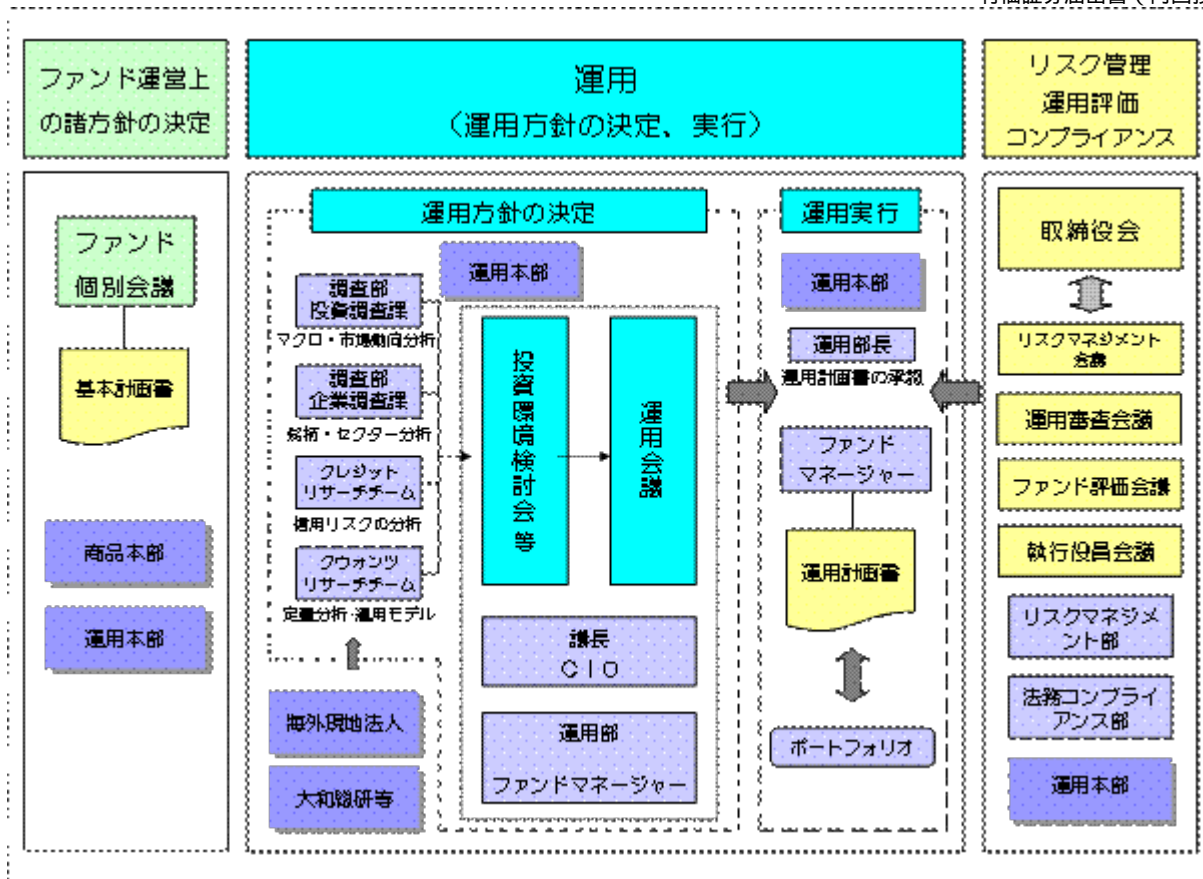 ファンド運営上
の諸方針の決定
運用
（運用方針の決定、実行）
リスク管理
運用評価
コンプライアンス
ファンド
個別会議
基本計画書
商品本部
運用本部
運用方針の決定
運用本部
調査部
投資調査課
マクロ・市場動向分析
調査部
企業調査課
銘柄・セクター分析
クレジット
リサーチチーム
信用リスクの分析
クウォンツ
リサーチチーム
定量分析・運用モデル
海外現地法人
大和総研等
投資環境検討会等
運用会議
議長
ＣＩＯ
運用部
ファンドマネージャー
運用実行
運用本部
運用部長
運用計画書の承認
ファンド
マネージャー
運用計画書
ポートフォリオ
取締役会
リスクマネジメント
会議
運用審査会議
ファンド評価会議
執行役員会議
リスクマネジメ
ント部
法務コンプライ
アンス部
運用本部